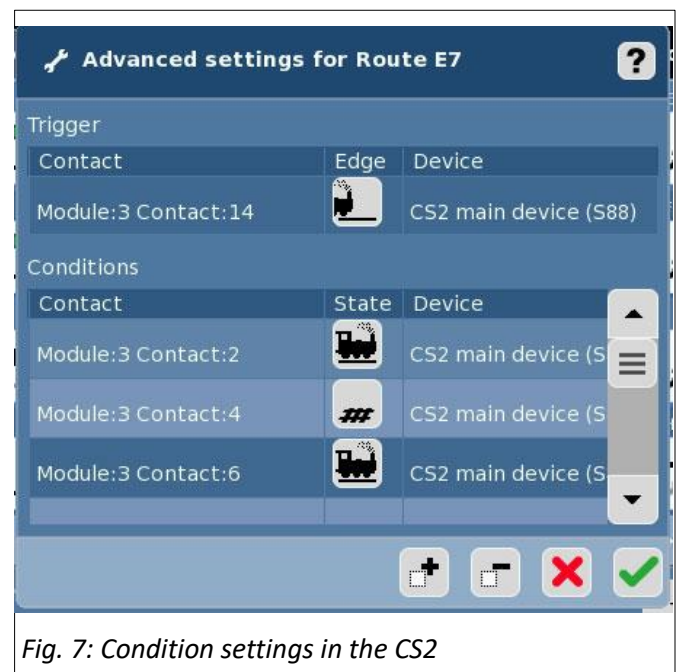 Advanced settings for Route E7 ?
Trigger
Contact Edge Device
Module:3 Contact:14 CS2 main device (S88)
Conditions
Contact State Device
Module:3 Contact:2 CS2 main device (S
Module:3 Contact:4 CS2 main device (S
Module:3 Contact:6 CS2 main device (S
Fig. 7: Condition settings in the CS2